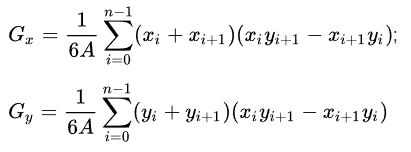 G_x = \frac{1}{6A} \sum_{i=0}^{n-1} (x_i + x_{i+1})(x_i y_{i+1} - x_{i+1} y_i);
G_y = \frac{1}{6A} \sum_{i=0}^{n-1} (y_i + y_{i+1})(x_i y_{i+1} - x_{i+1} y_i)